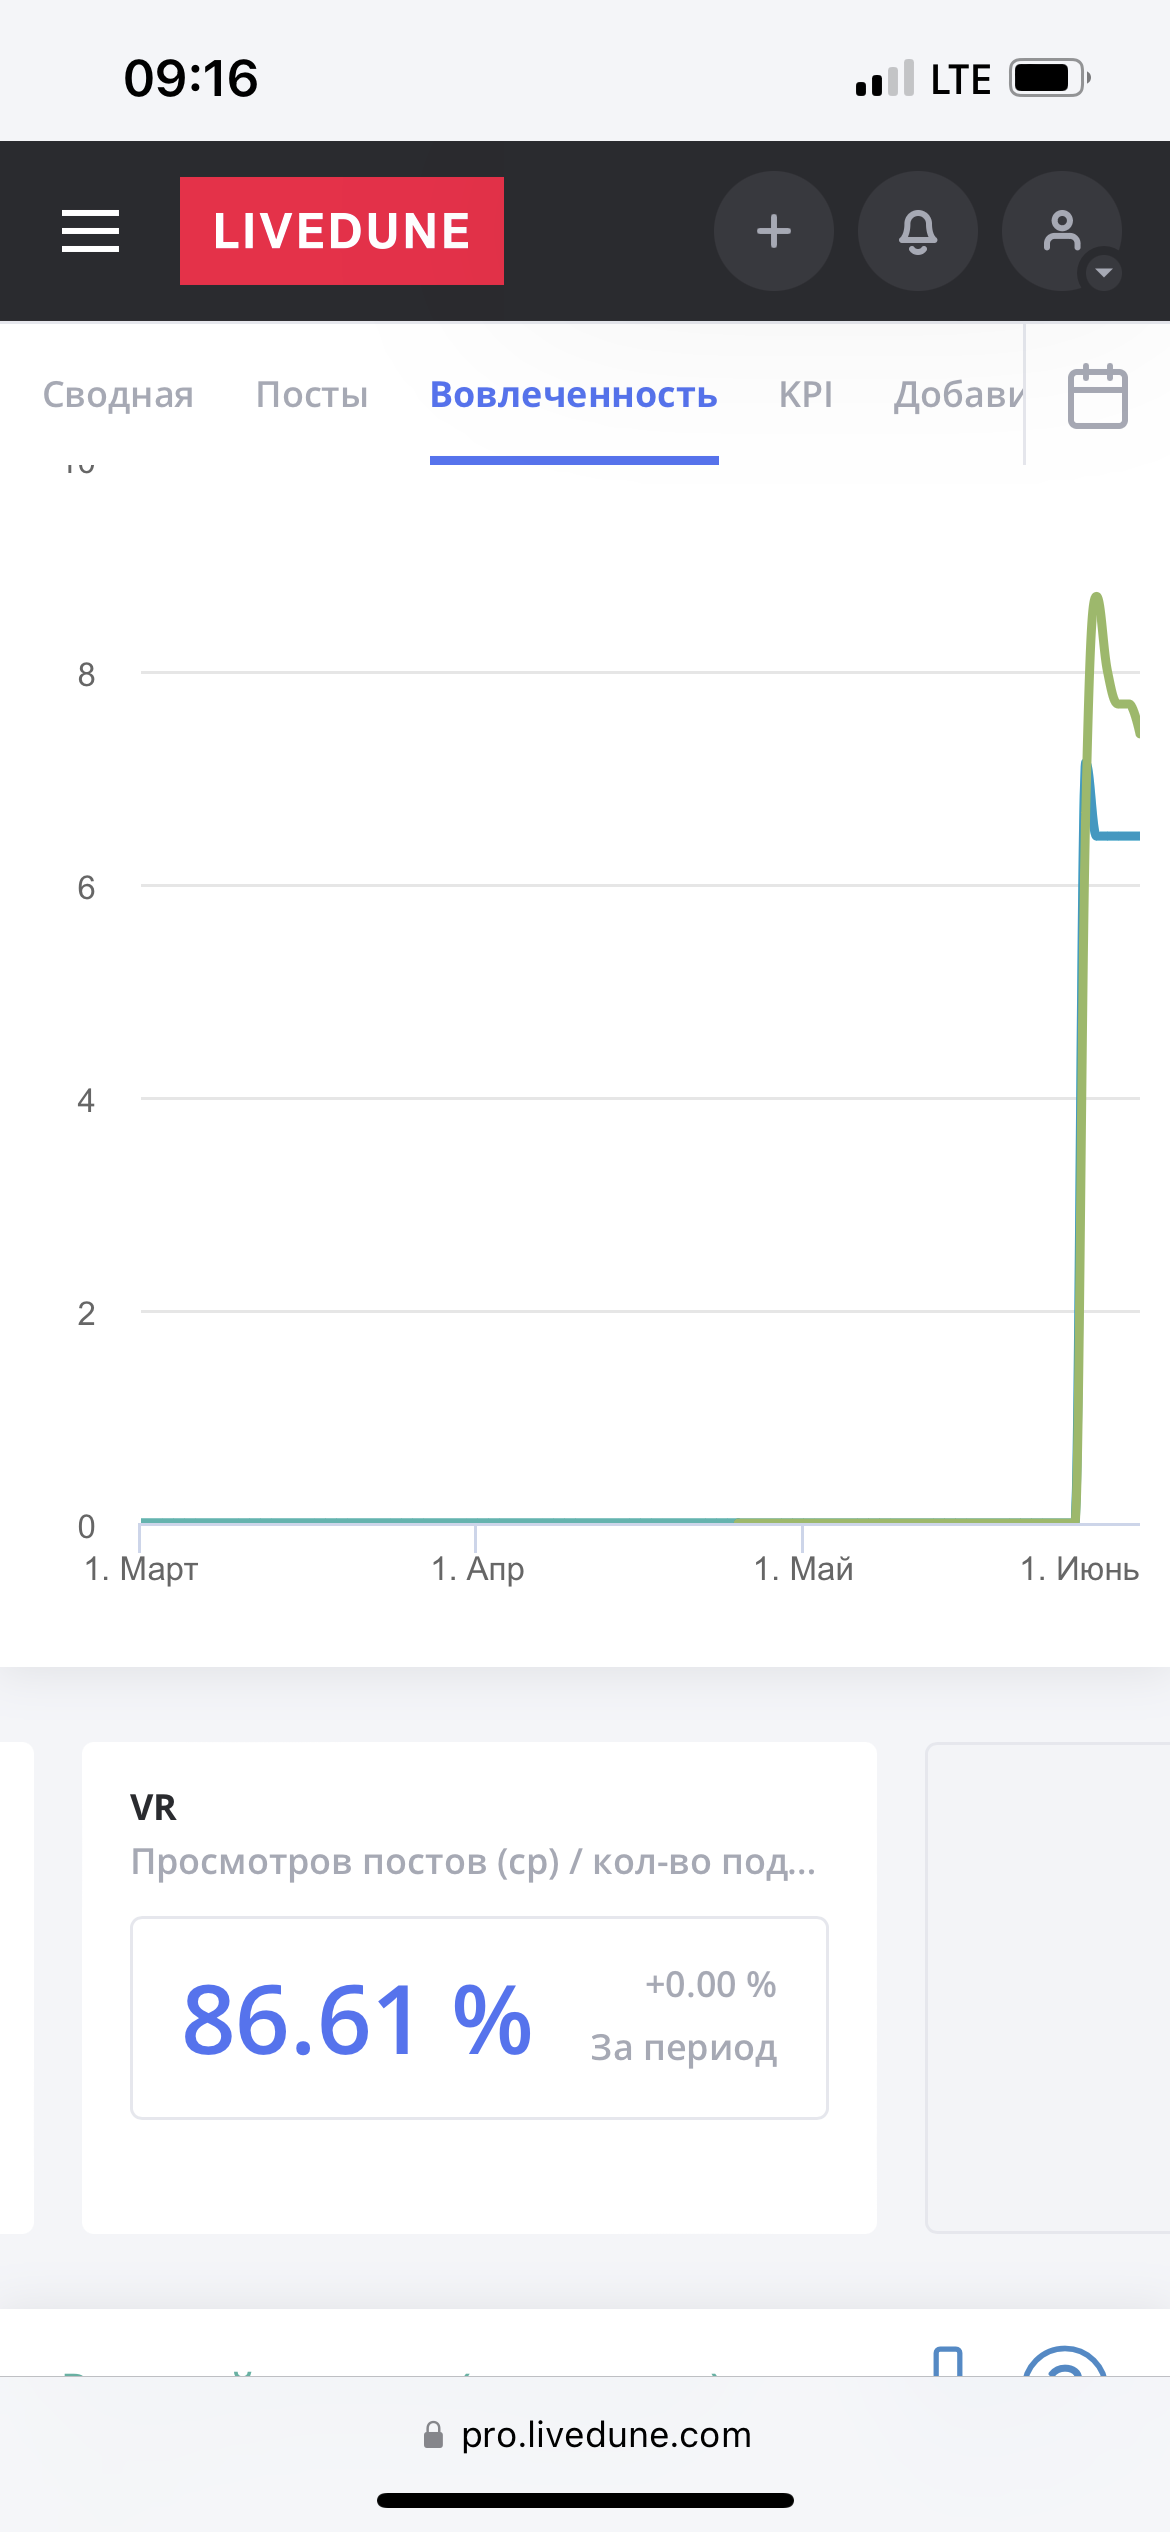 09:16 LTE
LIVEDUNE
Сводная Посты Вовлеченность KPI Добави
10
8
6
4
2
0
1. Март 1. Апр 1. Май 1. Июнь
VR
Просмотров постов (ср) / кол-во под...
86.61 % +0.00 %
За период
pro.livedune.com